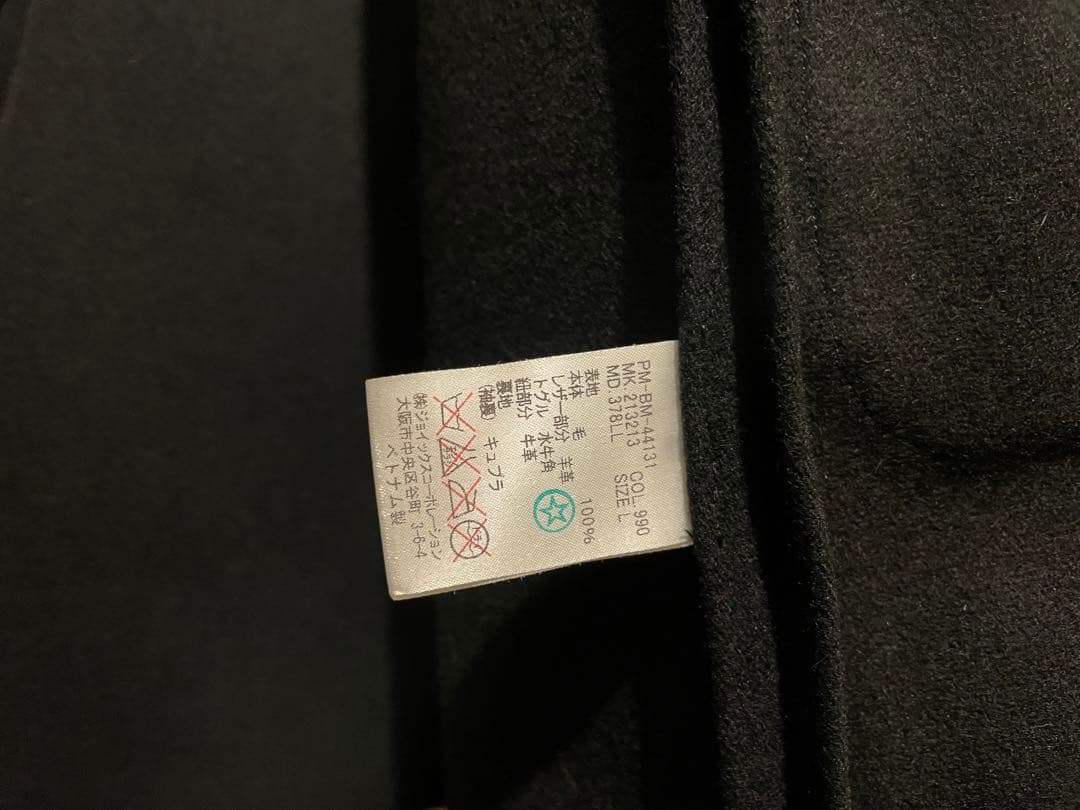 PM-BM-44131 COL.990
MK 213213 SIZE L
MD 378LL
表地
本体 毛 100%
レザー部分 羊革
トグル 水牛角
紐部分 牛革
裏地
(袖裏) キュプラ
㈱ジョイックスコーポレーション
大阪市中央区谷町 3-6-4
ベトナム製